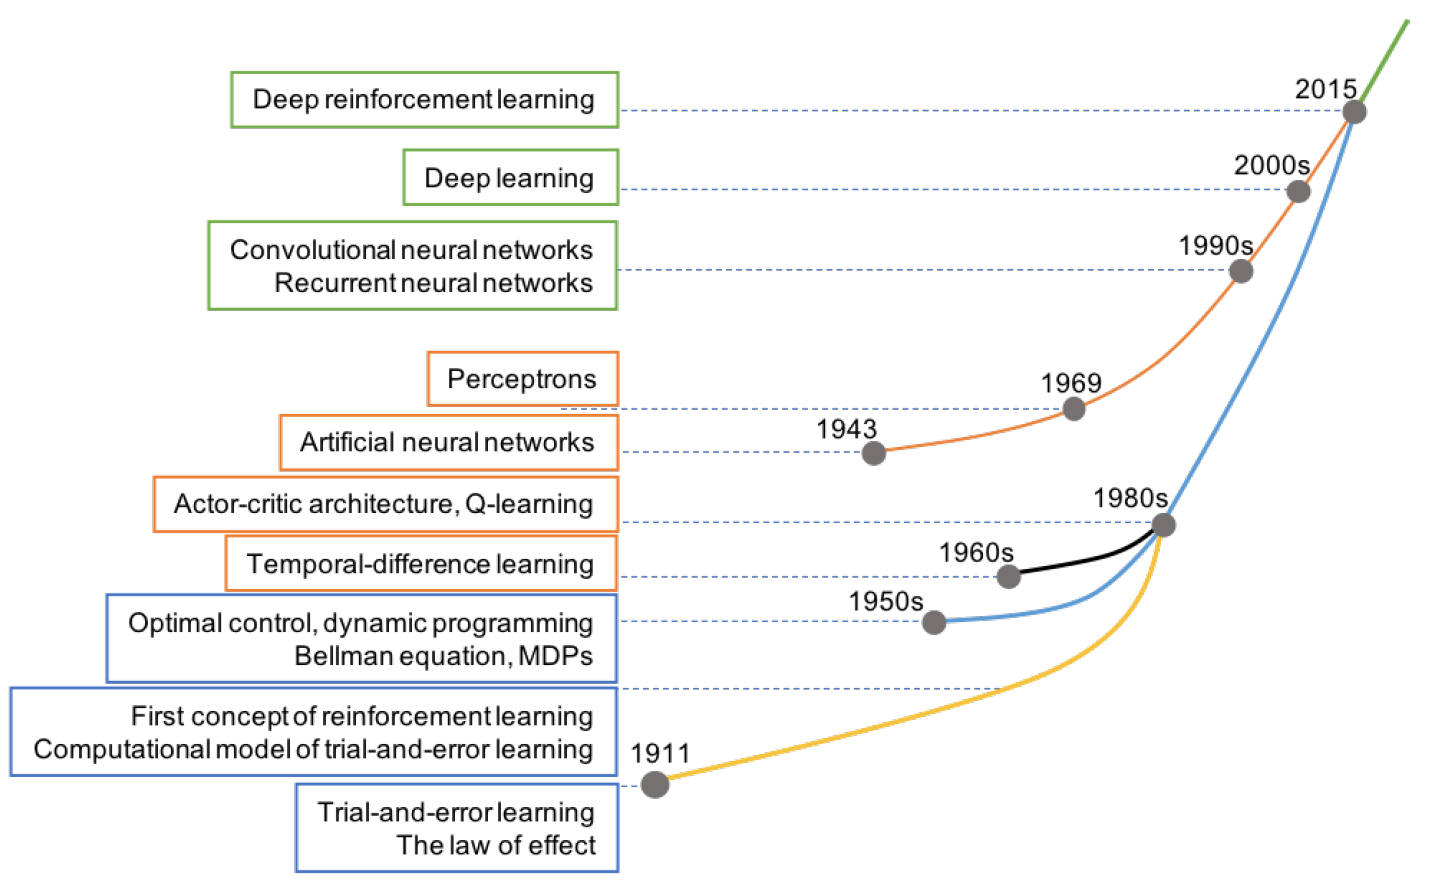 2015
Deep reinforcement learning
2000s
Deep learning
1990s
Convolutional neural networks
Recurrent neural networks
1969
Perceptrons
1943
Artificial neural networks
1980s
Actor-critic architecture, Q-learning
1960s
Temporal-difference learning
1950s
Optimal control, dynamic programming
Bellman equation, MDPs
First concept of reinforcement learning
Computational model of trial-and-error learning
1911
Trial-and-error learning
The law of effect